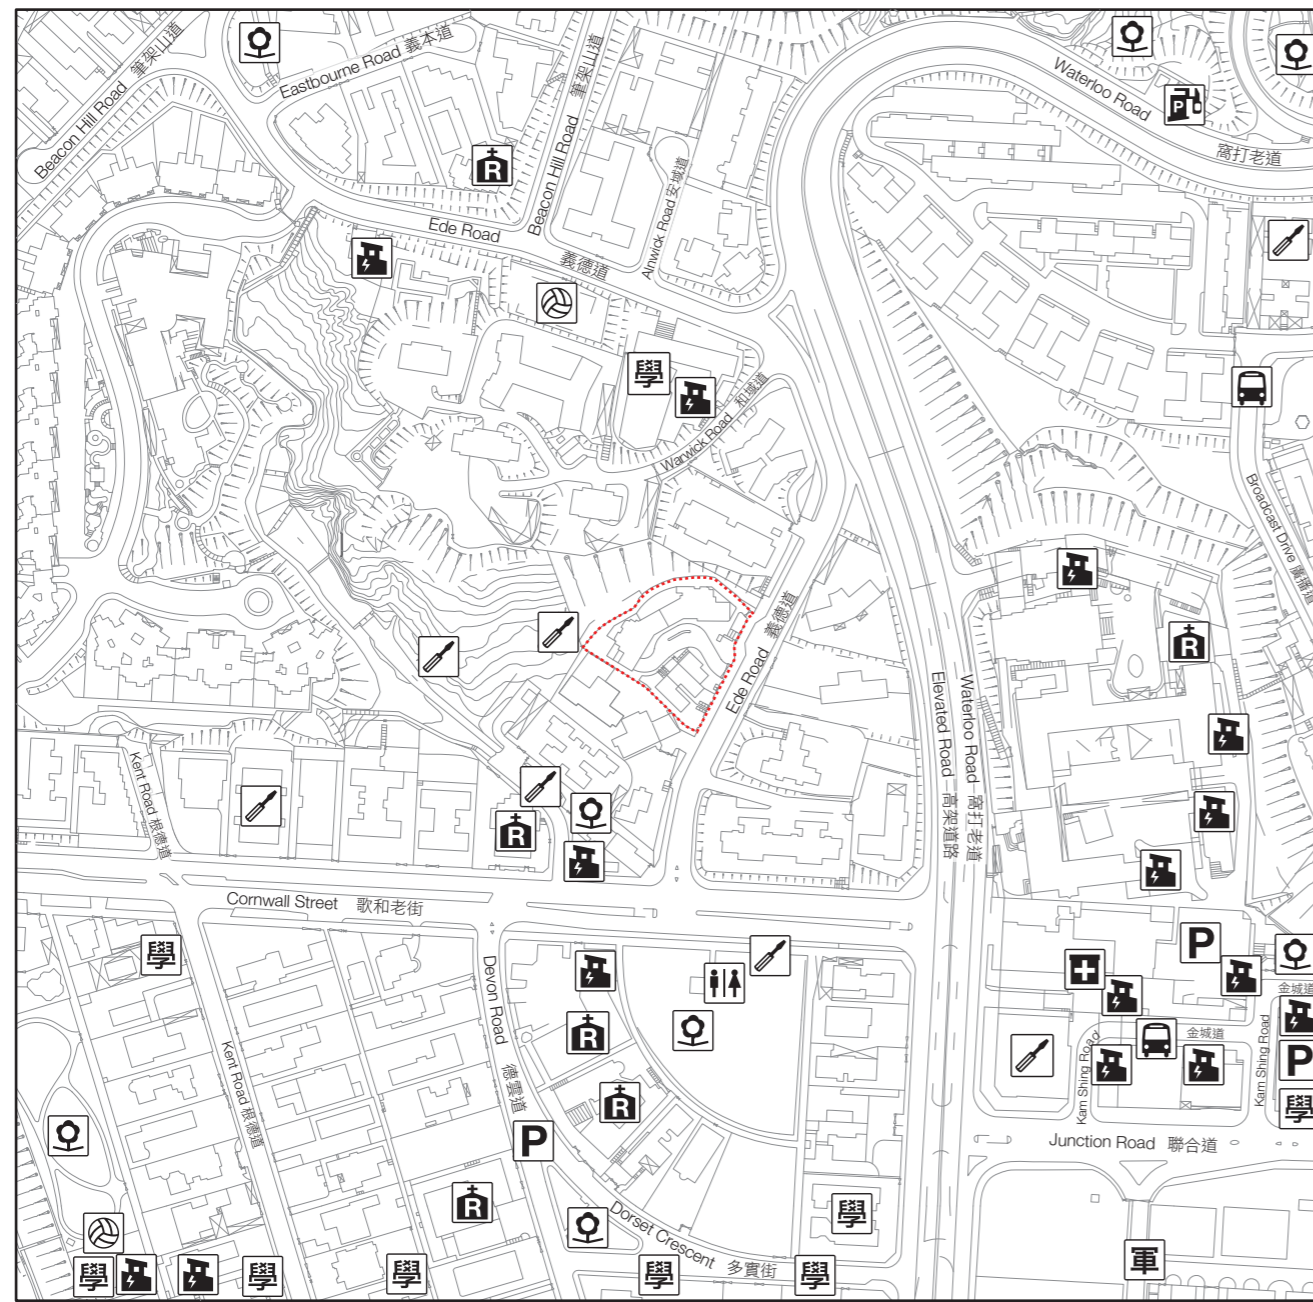 Beacon Hill Road 筆架山道
Eastbourne Road 義本道
Beacon Hill Road 筆架山道
Waterloo Road
窩打老道
P
R
Ede Road
義德道
Alnwick Road 安域道
學
Warwick Road 和域道
Broadcast Drive 廣播道
R
Ede Road 義德道
Elevated Road 高架道路
Waterloo Road 窩打老道
Kent Road 根德道
R
Cornwall Street 歌和老街
學
Devon Road 德雲道
R
R
Kent Road 根德道
P
P
金城道
Kam Shing Road
金城道
Kam Shing Road
P
學
Junction Road 聯合道
R
Dorset Crescent 多實街
學
軍
學
學
學
學
學